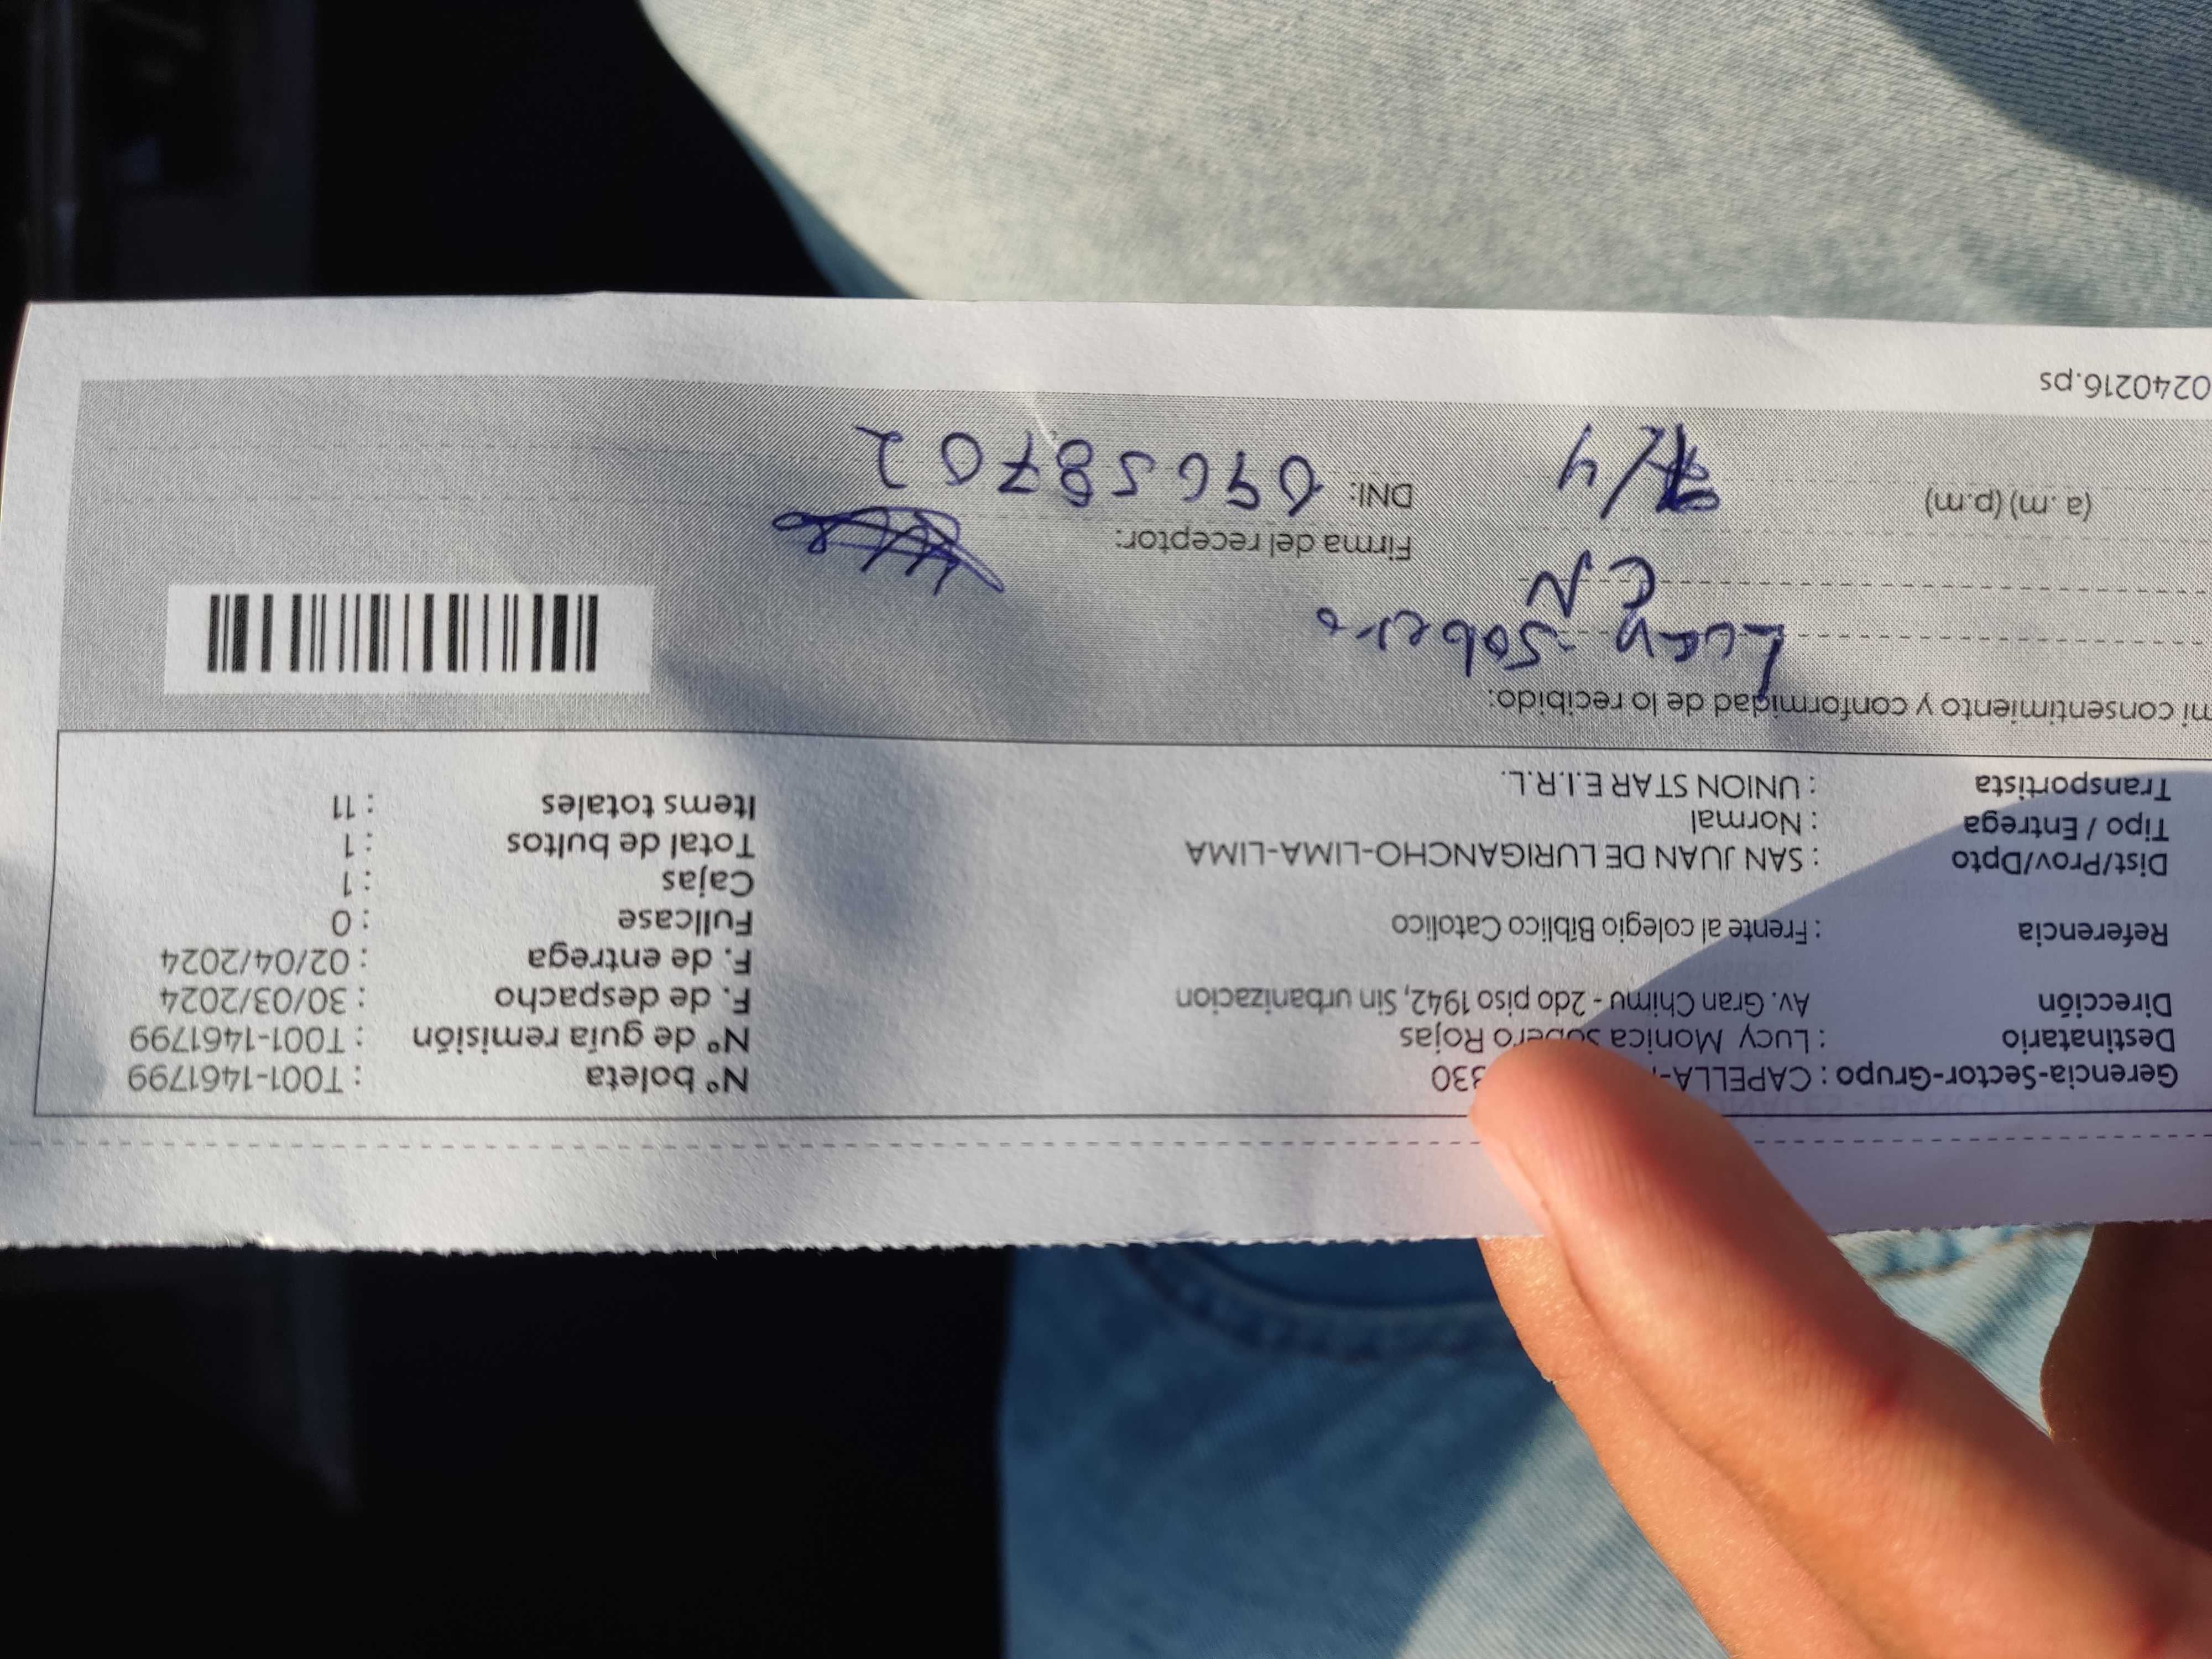 Gerencia-Sector-Grupo : CAPELLA- 330
Destinatario : Lucy Monica Sobero Rojas
Dirección Av. Gran Chimu - 2do piso 1942, Sin urbanizacion
Referencia : Frente al colegio Bíblico Catolico
Dist/Prov/Dpto : SAN JUAN DE LURIGANCHO-LIMA-LIMA
Tipo / Entrega : Normal
Transportista : UNION STAR E.I.R.L.
N° boleta : T001-1461799
N° de guía remisión : T001-1461799
F. de despacho : 30/03/2024
F. de entrega : 02/04/2024
Fullcase : 0
Cajas : 1
Total de bultos : 1
Items totales : 11
mi consentimiento y conformidad de lo recibido:
Sobero
CN
Firma del receptor:
(a.m) (p.m) /4 DNI: 09658702
0240216.ps